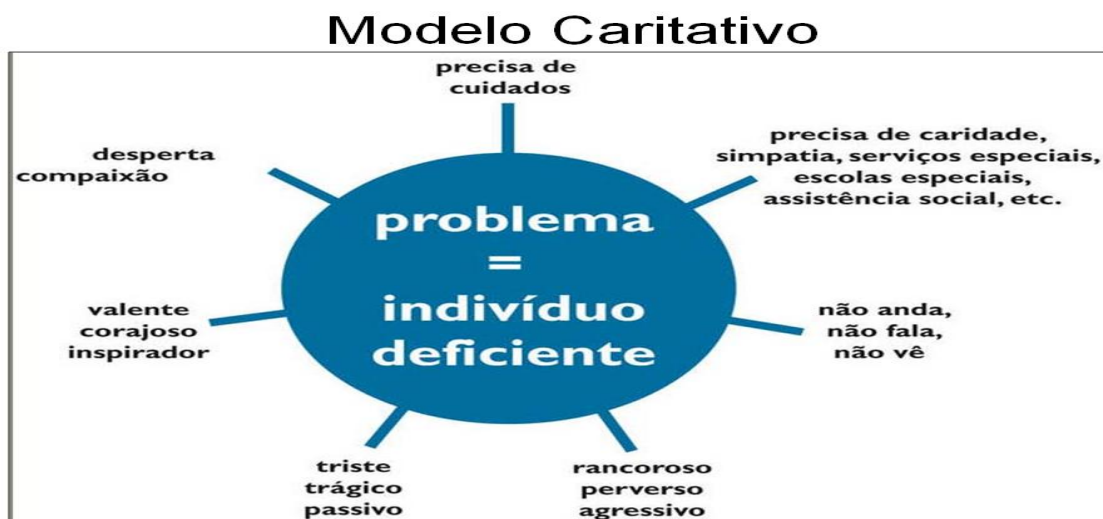 Modelo Caritativo
precisa de
cuidados
desperta
compaixão
precisa de caridade,
simpatia, serviços especiais,
escolas especiais,
assistência social, etc.
problema
=
indivíduo
deficiente
valente
corajoso
inspirador
não anda,
não fala,
não vê
triste
trágico
passivo
rancoroso
perverso
agressivo